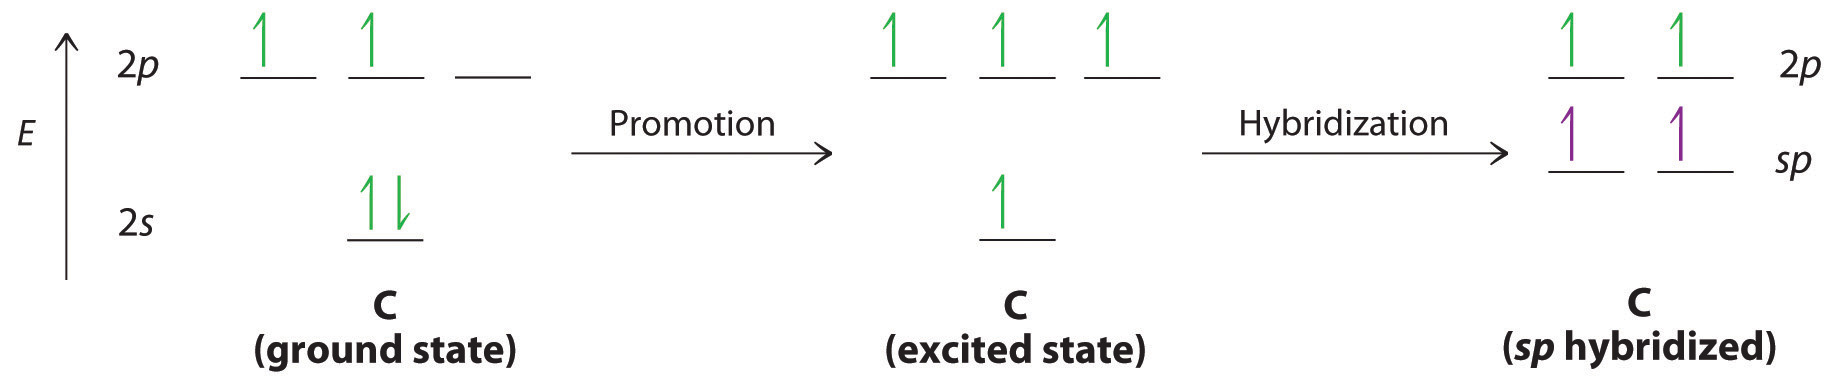 2p
E
2s
Promotion
Hybridization
2p
sp
C
(ground state)
C
(excited state)
C
(sp hybridized)